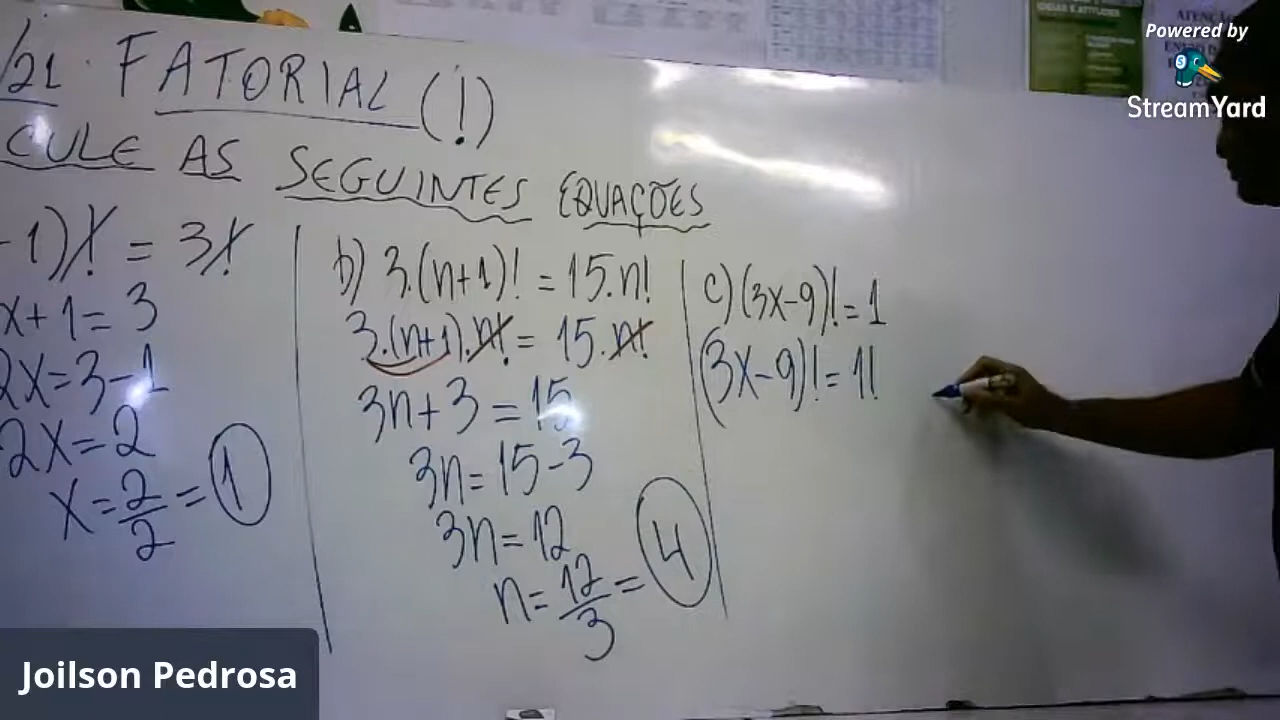 Powered by
StreamYard
/21. FATORIAL (!)
CULE AS SEGUINTES EQUAÇÕES
-1)! = 3!
x+1=3
2x=3-1
2x=2
x=2/2=1
b) 3.(n+1)! = 15.n!
3.(n+1).n! = 15.n!
3n+3=15
3n=15-3
3n=12
n=12/3=4
c) (3x-9)! = 1
(3x-9)! = 1!
Joilson Pedrosa